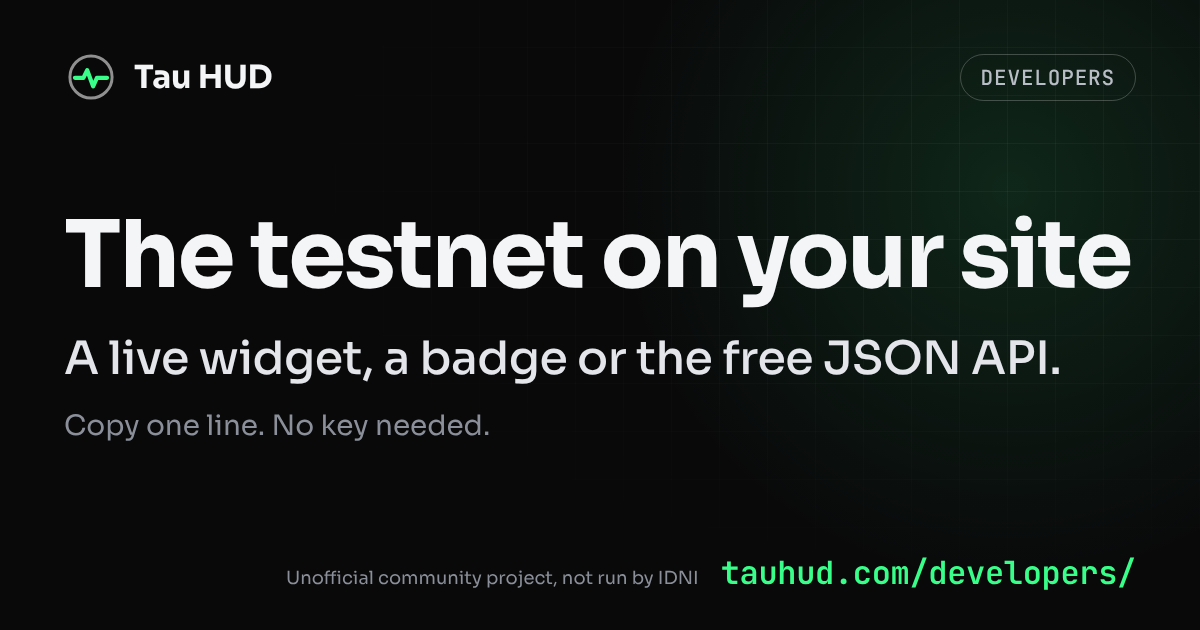 Tau HUD
DEVELOPERS
The testnet on your site
A live widget, a badge or the free JSON API.
Copy one line. No key needed.
Unofficial community project, not run by IDNI
tauhud.com/developers/